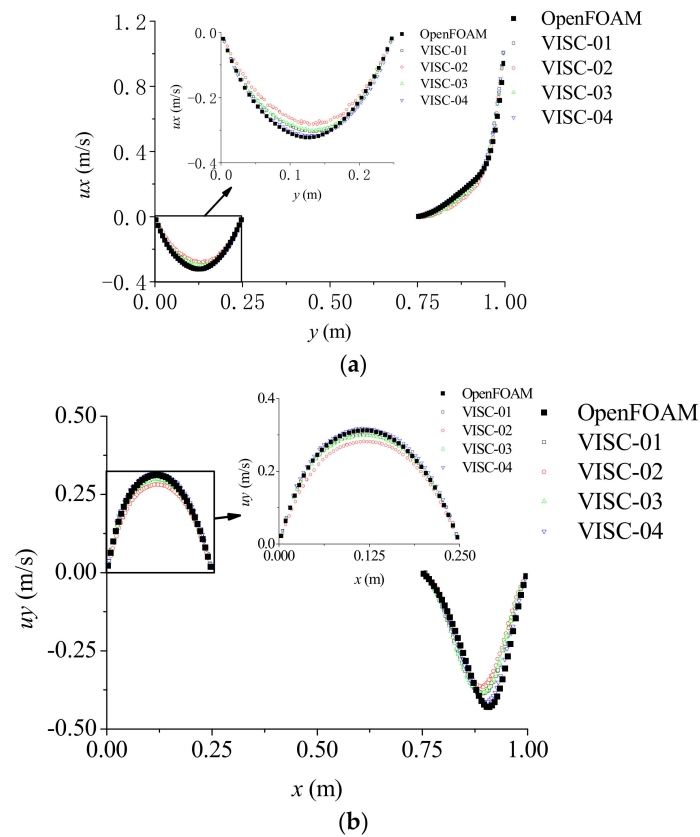 OpenFOAM
VISC-01
VISC-02
VISC-03
VISC-04
1.2
0.8
0.4
0.0
-0.4
ux (m/s)
0.00
0.25
0.50
0.75
1.00
y (m)
0.0
-0.2
-0.4
ux (m/s)
0.0
0.1
0.2
y (m)
OpenFOAM
VISC-01
VISC-02
VISC-03
VISC-04
(a)
OpenFOAM
VISC-01
VISC-02
VISC-03
VISC-04
0.50
0.25
0.00
-0.25
-0.50
uy (m/s)
0.00
0.25
0.50
0.75
1.00
x (m)
0.4
0.2
0.0
uy (m/s)
0.000
0.125
0.250
x (m)
OpenFOAM
VISC-01
VISC-02
VISC-03
VISC-04
(b)